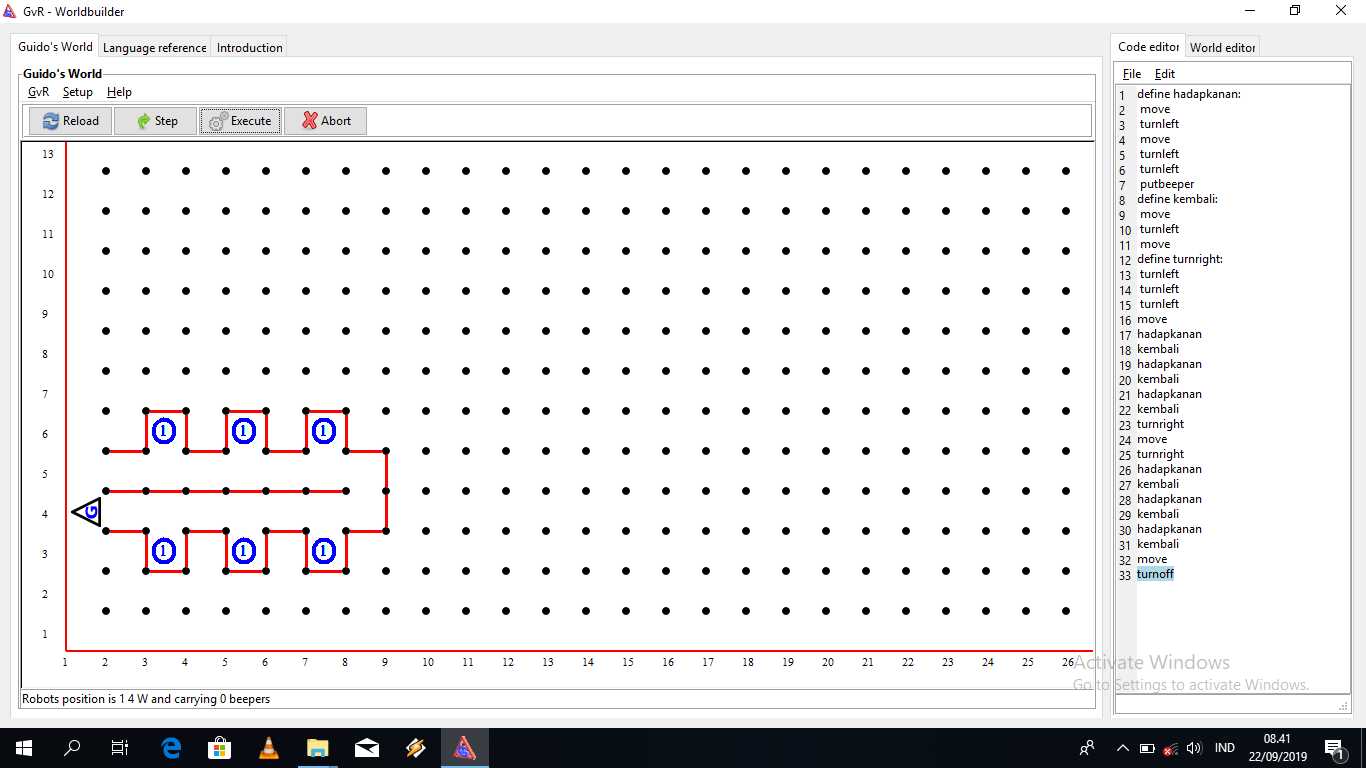 GvR - Worldbuilder
Guido's World
Language reference
Introduction
Code editor
World editor
Guido's World
GvR Setup Help
Reload
Step
Execute
Abort
File Edit
1 define hadapkanan:
2 move
3 turnleft
4 move
5 turnleft
6 turnleft
7 putbeeper
8 define kembali:
9 move
10 turnleft
11 move
12 define turnright:
13 turnleft
14 turnleft
15 turnleft
16 move
17 hadapkanan
18 kembali
19 hadapkanan
20 kembali
21 hadapkanan
22 kembali
23 turnright
24 move
25 turnright
26 hadapkanan
27 kembali
28 hadapkanan
29 kembali
30 hadapkanan
31 kembali
32 move
33 turnoff
13
12
11
10
9
8
7
6
5
4
3
2
1
1 1 1
G
1 1 1
1 2 3 4 5 6 7 8 9 10 11 12 13 14 15 16 17 18 19 20 21 22 23 24 25 26
Robots position is 1 4 W and carrying 0 beepers
Activate Windows
Go to Settings to activate Windows.
IND
08.41
22/09/2019
1